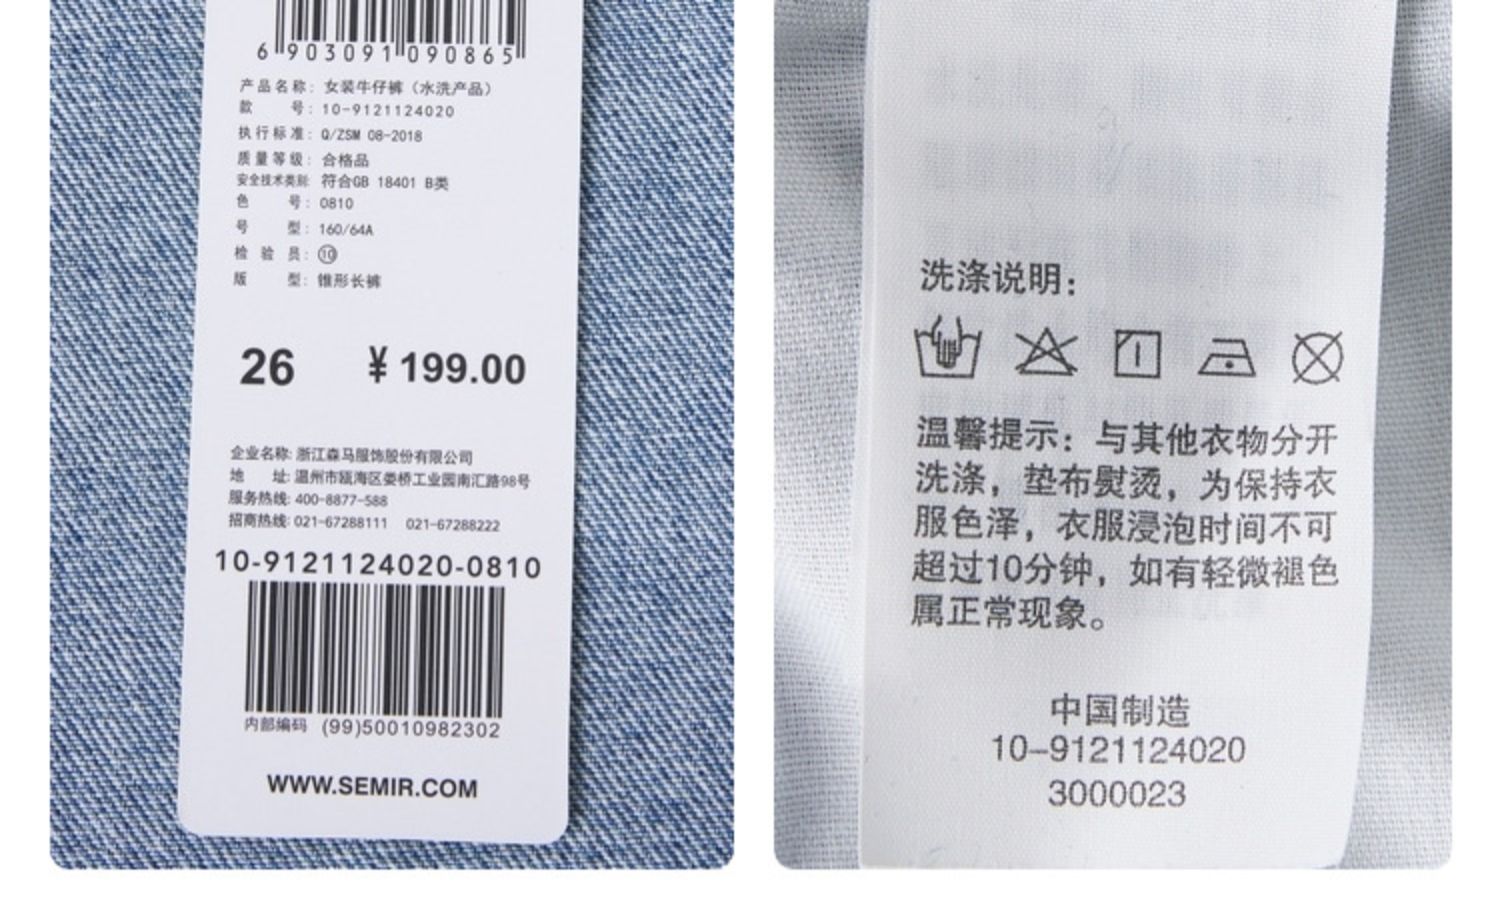 6 903091 090865
产品名称: 女装牛仔裤（水洗产品）
款 号: 10-9121124020
执行标准: Q/ZSM 08-2018
质量等级: 合格品
安全技术类别: 符合GB 18401 B类
色 号: 0810
号 型: 160/64A
检 验 员: ⑩
版 型: 锥形长裤
26 ¥ 199.00
企业名称: 浙江森马服饰股份有限公司
地 址: 温州市瓯海区娄桥工业园南汇路98号
服务热线: 400-8877-588
招商热线: 021-67288111 021-67288222
10-9121124020-0810
内部编码 (99)50010982302
WWW.SEMIR.COM
洗涤说明:
温馨提示: 与其他衣物分开
洗涤，垫布熨烫，为保持衣
服色泽，衣服浸泡时间不可
超过10分钟，如有轻微褪色
属正常现象。
中国制造
10-9121124020
3000023